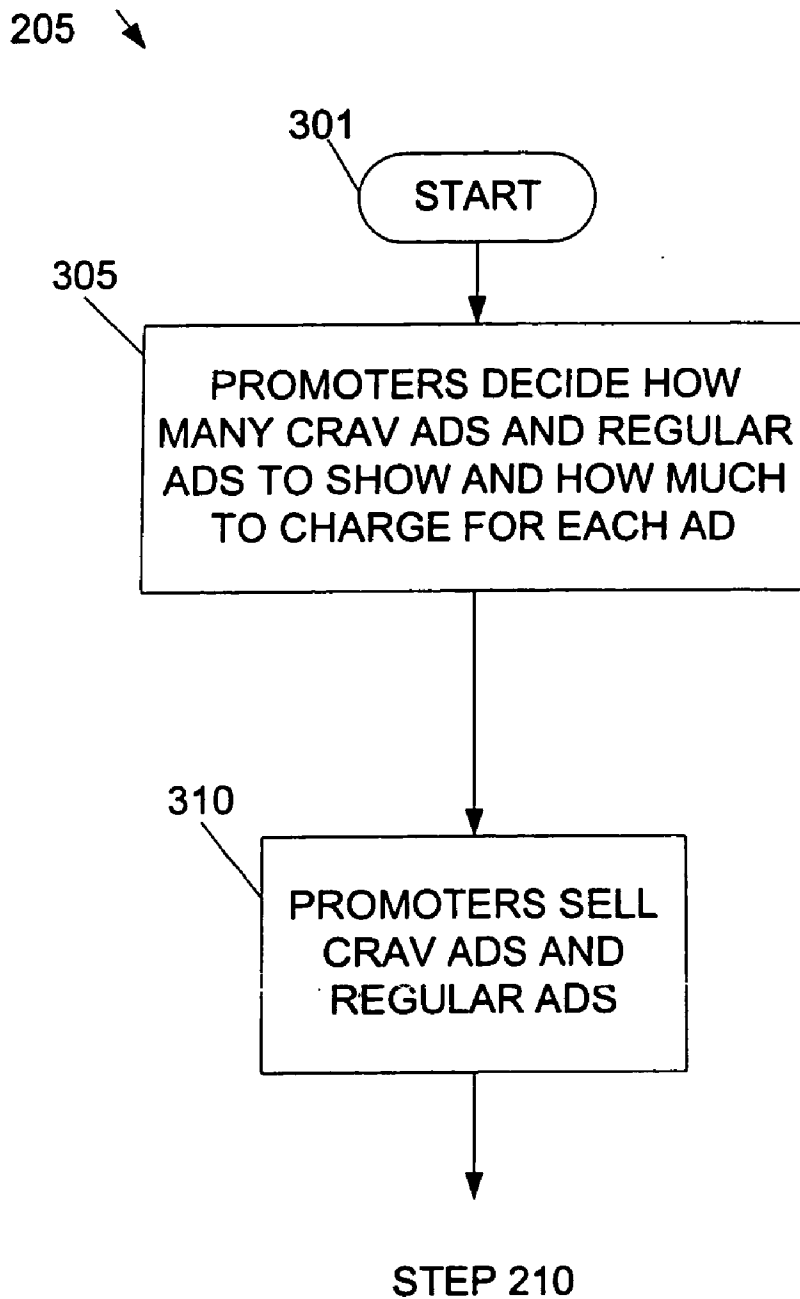 205
301
START
305
PROMOTERS DECIDE HOW
MANY CRAV ADS AND REGULAR
ADS TO SHOW AND HOW MUCH
TO CHARGE FOR EACH AD
310
PROMOTERS SELL
CRAV ADS AND
REGULAR ADS
STEP 210